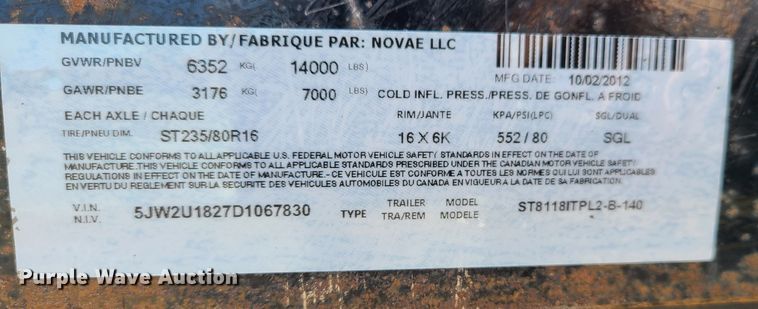 MANUFACTURED BY/FABRIQUE PAR: NOVAE LLC
GVWR/PNBV 6352 KG( 14000 LBS) MFG DATE: 10/02/2012
GAWR/PNBE 3176 KG( 7000 LBS) COLD INFL. PRESS./PRESS. DE GONFL. A FROID
EACH AXLE / CHAQUE RIM/JANTE KPA/PSI(LPC) SGL/DUAL
TIRE/PNEU DIM. ST235/80R16 16 X 6K 552 / 80 SGL
THIS VEHICLE CONFORMS TO ALL APPLICABLE U.S. FEDERAL MOTOR VEHICLE SAFETY STANDARDS IN EFFECT ON THE DATE OF
MANUFACTURE. THIS VEHICLE CONFORMS TO ALL APPLICABLE STANDARDS PRESCRIBED UNDER THE CANADIAN MOTOR VEHICLE SAFETY
REGULATIONS IN EFFECT ON THE DATE OF MANUFACTURE.- CE VEHICULE EST CONFORME A TOUTES LES NORMES QUI LUI SONT APPLICABLES
EN VERTU DU REGLEMENT SUR LA SECURITE DES VEHICULES AUTOMOBILES DU CANADA EN VIGUEUR A LA DATE DE SA FABRICATION.
V.I.N. 5JW2U1827D1067830 TYPE TRAILER MODEL ST8118ITPL2-B-140
N.I.V. TRA/REM MODELE
Purple Wave Auction